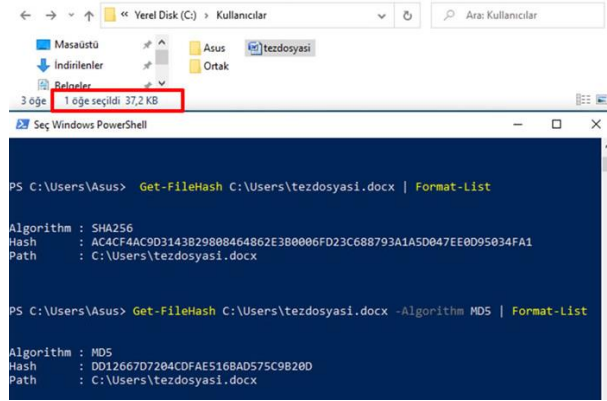 « Yerel Disk (C:) > Kullanıcılar
Ara: Kullanıcılar
Masaüstü
Asus
tezdosyasi
İndirilenler
Ortak
Belgeler
3 öğe 1 öğe seçildi 37,2 KB
Seç Windows PowerShell
PS C:\Users\Asus> Get-FileHash C:\Users\tezdosyasi.docx | Format-List
Algorithm : SHA256
Hash : AC4CF4AC9D3143B29808464862E3B0006FD23C688793A1A5D047EE0D95034FA1
Path : C:\Users\tezdosyasi.docx
PS C:\Users\Asus> Get-FileHash C:\Users\tezdosyasi.docx -Algorithm MD5 | Format-List
Algorithm : MD5
Hash : DD12667D7204CDFAE516BAD575C9B20D
Path : C:\Users\tezdosyasi.docx